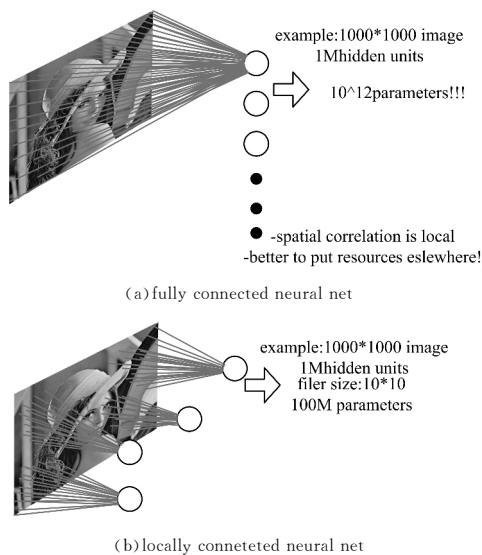 example:1000*1000 image
1Mhidden units
10^12parameters!!!
-spatial correlation is local
-better to put resources eslewhere!
(a)fully connected neural net
example:1000*1000 image
1Mhidden units
filer size:10*10
100M parameters
(b)locally conneteted neural net